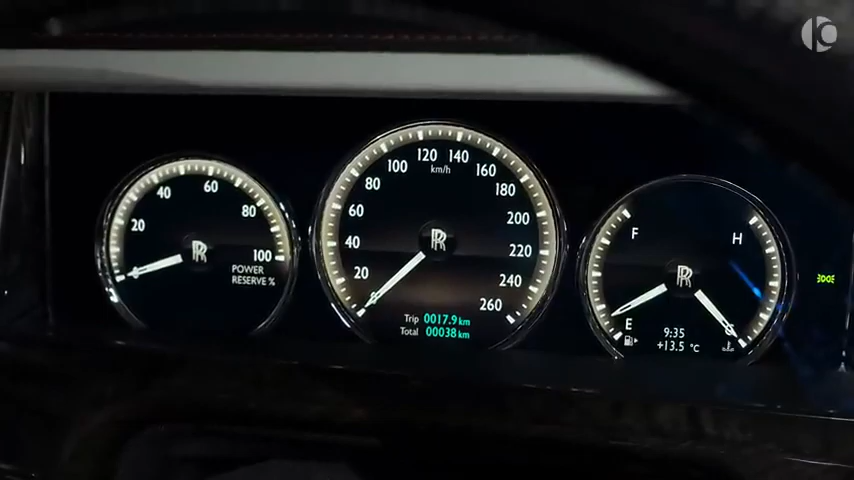 20
40
60
80
100
POWER
RESERVE %
20
40
60
80
100
120
140
160
180
200
220
240
260
km/h
Trip 0017.9 km
Total 00038 km
F
H
E
9:35
+13.5 °C